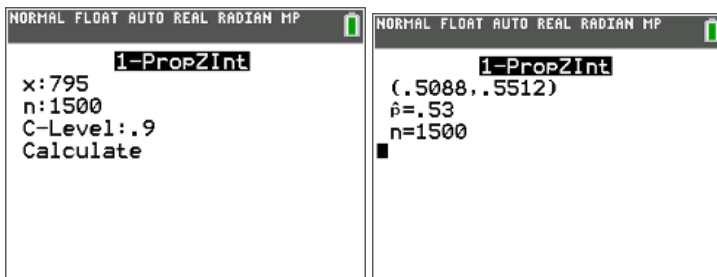 NORMAL FLOAT AUTO REAL RADIAN MP
1-PropZInt
x:795
n:1500
C-Level:.9
Calculate
NORMAL FLOAT AUTO REAL RADIAN MP
1-PropZInt
(.5088,.5512)
p̂=.53
n=1500